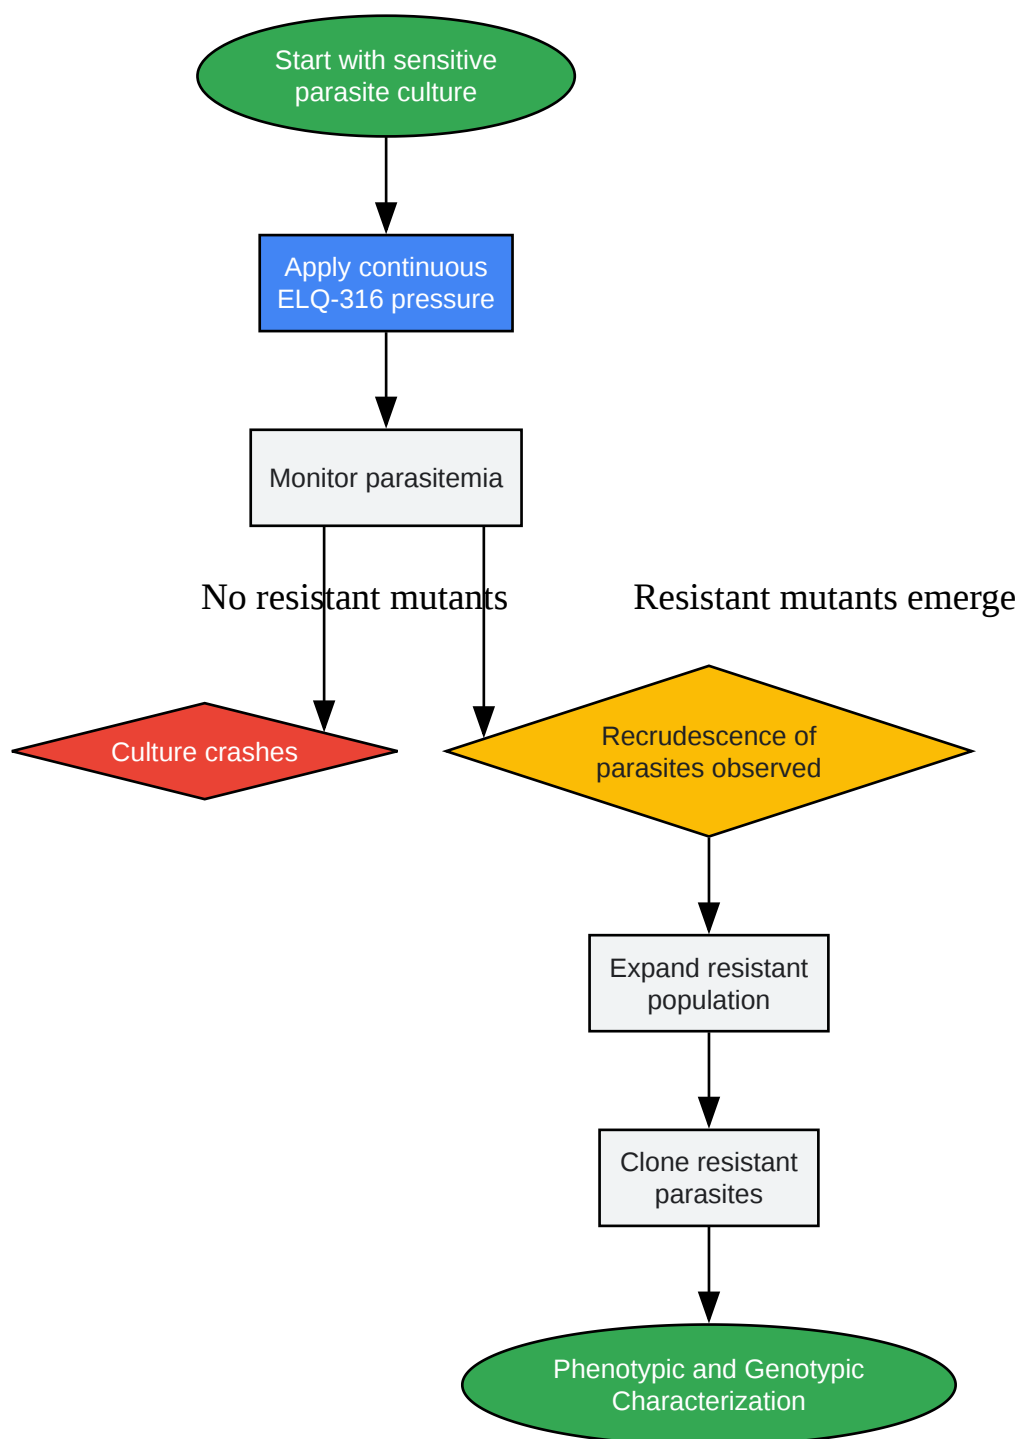 Start with sensitive
parasite culture
Apply continuous
ELQ-316 pressure
Monitor parasitemia
No resistant mutants
Resistant mutants emerge
Culture crashes
Recrudescence of
parasites observed
Expand resistant
population
Clone resistant
parasites
Phenotypic and Genotypic
Characterization